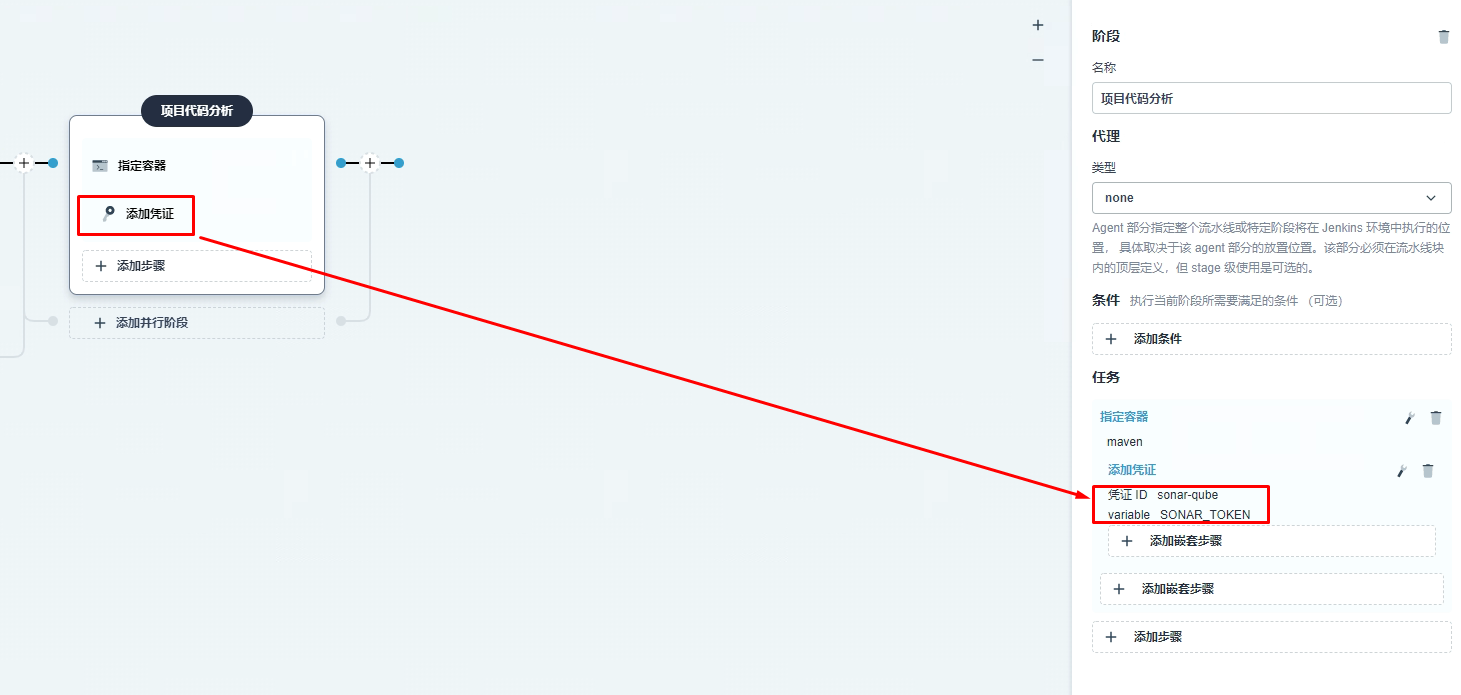 项目代码分析
指定容器
添加凭证
添加步骤
添加并行阶段
阶段
名称
项目代码分析
代理
类型
none
Agent 部分指定整个流水线或特定阶段将在 Jenkins 环境中执行的位
置， 具体取决于该 agent 部分的放置位置。该部分必须在流水线块
内的顶层定义，但 stage 级使用是可选的。
条件 执行当前阶段所需要满足的条件 （可选）
添加条件
任务
指定容器
maven
添加凭证
凭证 ID sonar-qube
variable SONAR_TOKEN
添加嵌套步骤
添加嵌套步骤
添加步骤